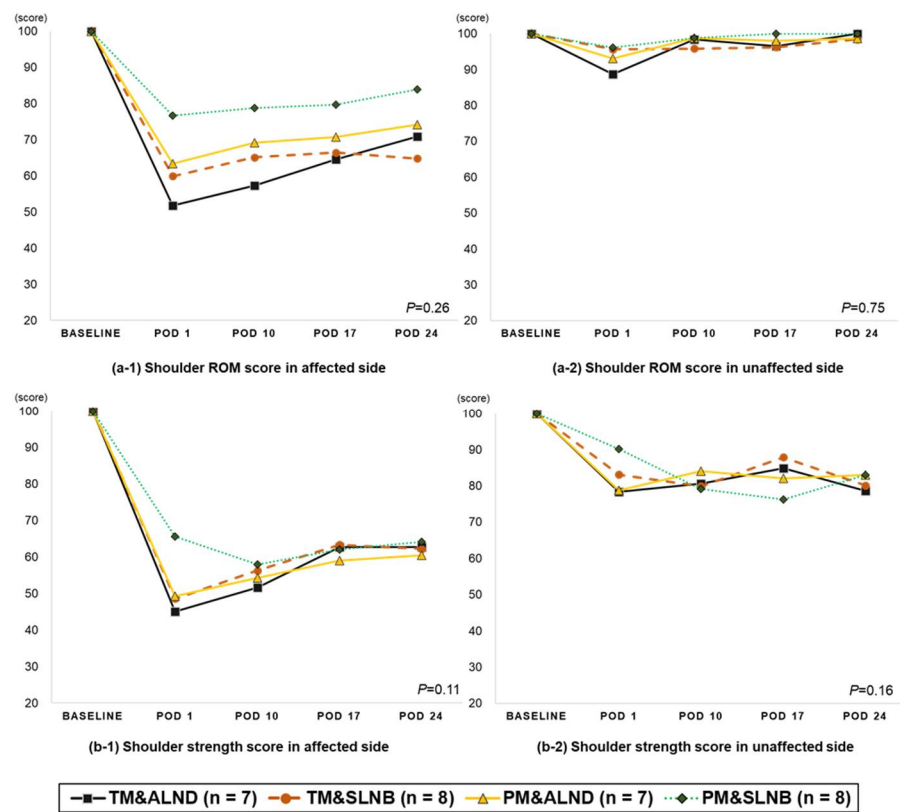 (score)
100
90
80
70
60
50
40
30
20
P=0.26
BASELINE POD 1 POD 10 POD 17 POD 24
(a-1) Shoulder ROM score in affected side
(score)
100
90
80
70
60
50
40
30
20
P=0.75
BASELINE POD 1 POD 10 POD 17 POD 24
(a-2) Shoulder ROM score in unaffected side
(score)
100
90
80
70
60
50
40
30
20
P=0.11
BASELINE POD 1 POD 10 POD 17 POD 24
(b-1) Shoulder strength score in affected side
(score)
100
90
80
70
60
50
40
30
20
P=0.16
BASELINE POD 1 POD 10 POD 17 POD 24
(b-2) Shoulder strength score in unaffected side
TM&ALND (n = 7) TM&SLNB (n = 8) PM&ALND (n = 7) PM&SLNB (n = 8)